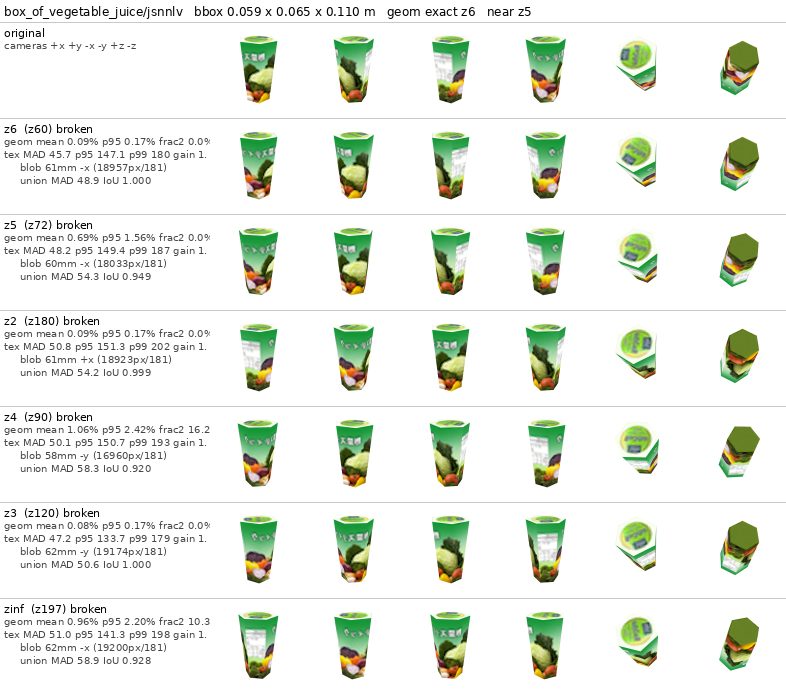 box_of_vegetable_juice/jsnnlv bbox 0.059 x 0.065 x 0.110 m geom exact z6 near z5
original
cameras +x +y -x -y +z -z
z6 (z60) broken
geom mean 0.09% p95 0.17% frac2 0.0%
tex MAD 45.7 p95 147.1 p99 180 gain 1.
blob 61mm -x (18957px/181)
union MAD 48.9 IoU 1.000
z5 (z72) broken
geom mean 0.69% p95 1.56% frac2 0.0%
tex MAD 48.2 p95 149.4 p99 187 gain 1.
blob 60mm -x (18033px/181)
union MAD 54.3 IoU 0.949
z2 (z180) broken
geom mean 0.09% p95 0.17% frac2 0.0%
tex MAD 50.8 p95 151.3 p99 202 gain 1.
blob 61mm +x (18923px/181)
union MAD 54.2 IoU 0.999
z4 (z90) broken
geom mean 1.06% p95 2.42% frac2 16.2
tex MAD 50.1 p95 150.7 p99 193 gain 1.
blob 58mm -y (16960px/181)
union MAD 58.3 IoU 0.920
z3 (z120) broken
geom mean 0.08% p95 0.17% frac2 0.0%
tex MAD 47.2 p95 133.7 p99 179 gain 1.
blob 62mm -y (19174px/181)
union MAD 50.6 IoU 1.000
zinf (z197) broken
geom mean 0.96% p95 2.20% frac2 10.3
tex MAD 51.0 p95 141.3 p99 198 gain 1.
blob 62mm -x (19200px/181)
union MAD 58.9 IoU 0.928